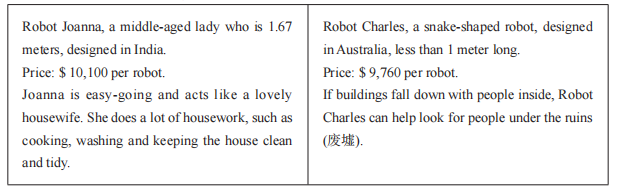 Robot Joanna, a middle-aged lady who is 1.67
meters, designed in India.
Price: $ 10,100 per robot.
Joanna is easy-going and acts like a lovely
housewife. She does a lot of housework, such as
cooking, washing and keeping the house clean
and tidy.
Robot Charles, a snake-shaped robot, designed
in Australia, less than 1 meter long.
Price: $ 9,760 per robot.
If buildings fall down with people inside, Robot
Charles can help look for people under the ruins
(废墟).